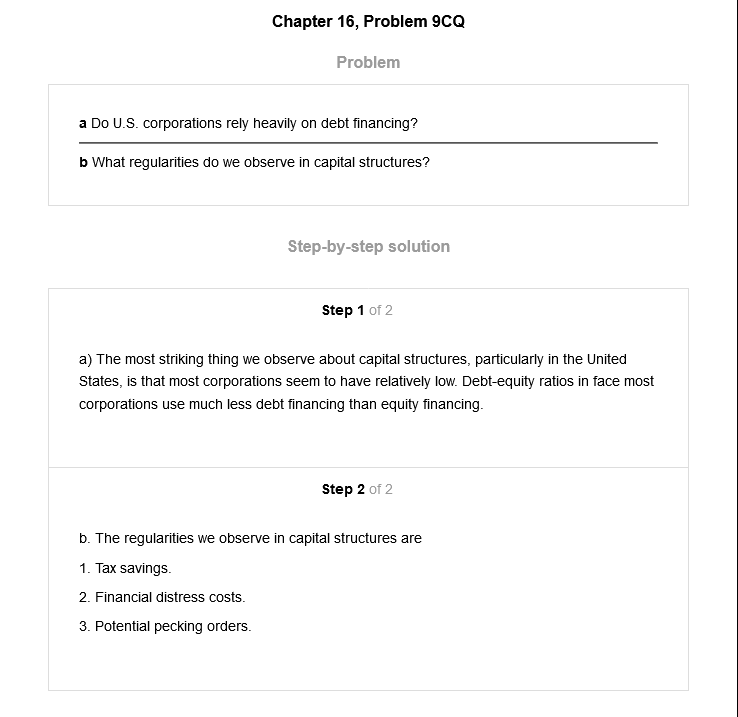 Chapter 16, Problem 9CQ
Problem
a Do U.S. corporations rely heavily on debt financing?
b What regularities do we observe in capital structures?
Step-by-step solution
Step 1 of 2
a) The most striking thing we observe about capital structures, particularly in the United
States, is that most corporations seem to have relatively low. Debt-equity ratios in face most
corporations use much less debt financing than equity financing.
Step 2 of 2
b. The regularities we observe in capital structures are
1. Tax savings.
2. Financial distress costs.
3. Potential pecking orders.